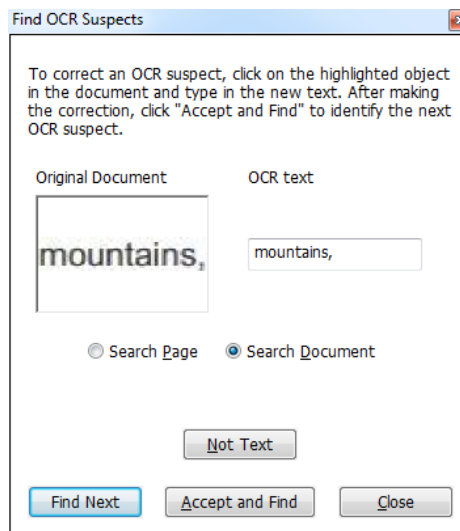 Find OCR Suspects
To correct an OCR suspect, click on the highlighted object
in the document and type in the new text. After making
the correction, click "Accept and Find" to identify the next
OCR suspect.
Original Document OCR text
mountains, mountains,
Search Page Search Document
Not Text
Find Next Accept and Find Close